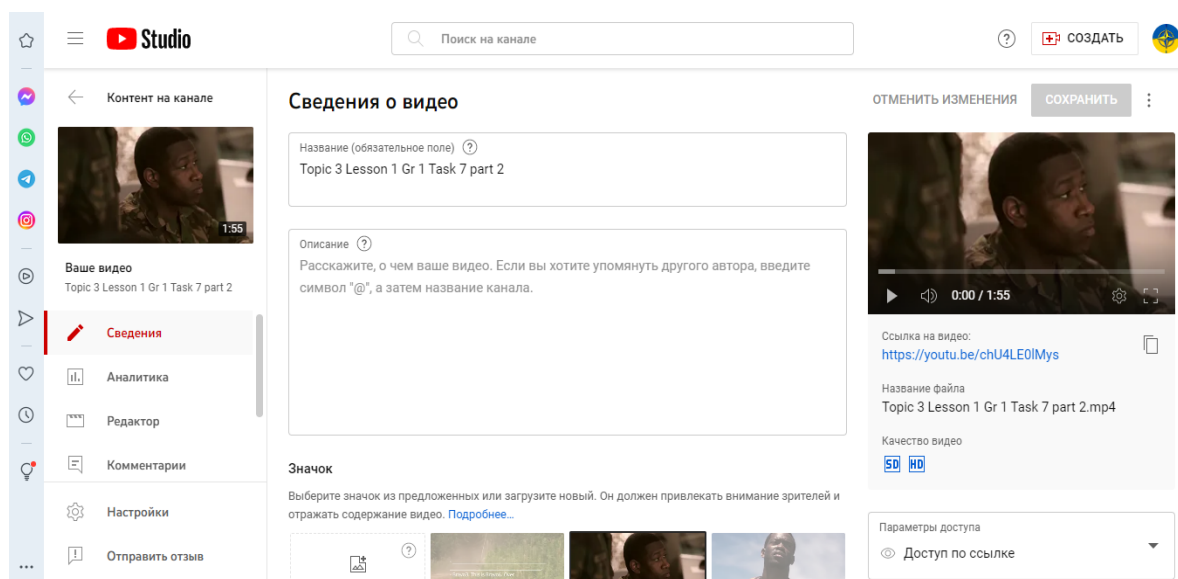 Studio
Поиск на канале
СОЗДАТЬ
Контент на канале
1:55
Ваше видео
Topic 3 Lesson 1 Gr 1 Task 7 part 2
Сведения
Аналитика
Редактор
Комментарии
Настройки
Отправить отзыв
Сведения о видео
ОТМЕНИТЬ ИЗМЕНЕНИЯ
СОХРАНИТЬ
Название (обязательное поле)
Topic 3 Lesson 1 Gr 1 Task 7 part 2
Описание
Расскажите, о чем ваше видео. Если вы хотите упомянуть другого автора, введите
символ "@", а затем название канала.
Значок
Выберите значок из предложенных или загрузите новый. Он должен привлекать внимание зрителей и
отражать содержание видео. Подробнее…
0:00 / 1:55
Ссылка на видео:
https://youtu.be/chU4LE0lMys
Название файла
Topic 3 Lesson 1 Gr 1 Task 7 part 2.mp4
Качество видео
SD HD
Параметры доступа
Доступ по ссылке